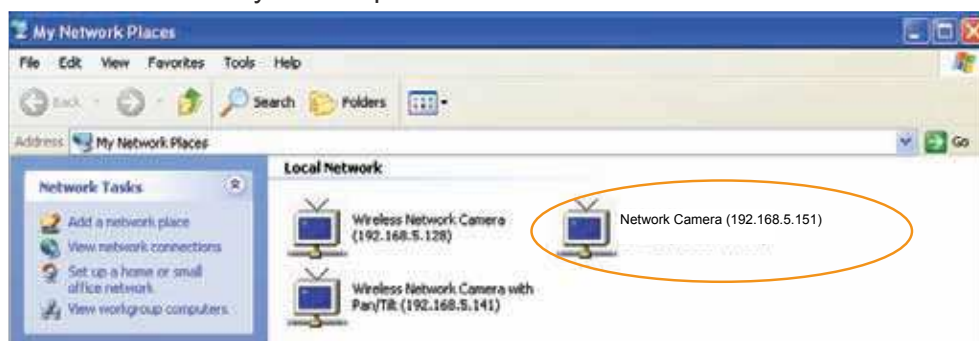 My Network Places
File Edit View Favorites Tools Help
Back Search Folders
Address My Network Places Go
Local Network
Network Tasks
Add a network place
View network connections
Set up a home or small
office network
View workgroup computers
Wireless Network Camera
(192.168.5.128)
Network Camera (192.168.5.151)
Wireless Network Camera with
Pan/Tilt (192.168.5.141)